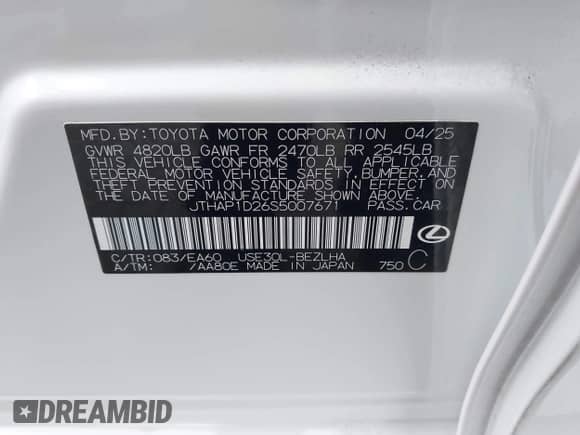 MFD.BY:TOYOTA MOTOR CORPORATION 04/25
GVWR 4820LB GAWR FR 2470LB RR 2545LB
THIS VEHICLE CONFORMS TO ALL APPLICABLE
FEDERAL MOTOR VEHICLE SAFETY,BUMPER,AND
THEFT PREVENTION STANDARDS IN EFFECT ON
THE DATE OF MANUFACTURE SHOWN ABOVE.
JTHAP1D26S5007671 PASS.CAR
C/TR:083/EA60 USE30L-BEZLHA
A/TM: /AA80E MADE IN JAPAN 750 C
DREAMBID